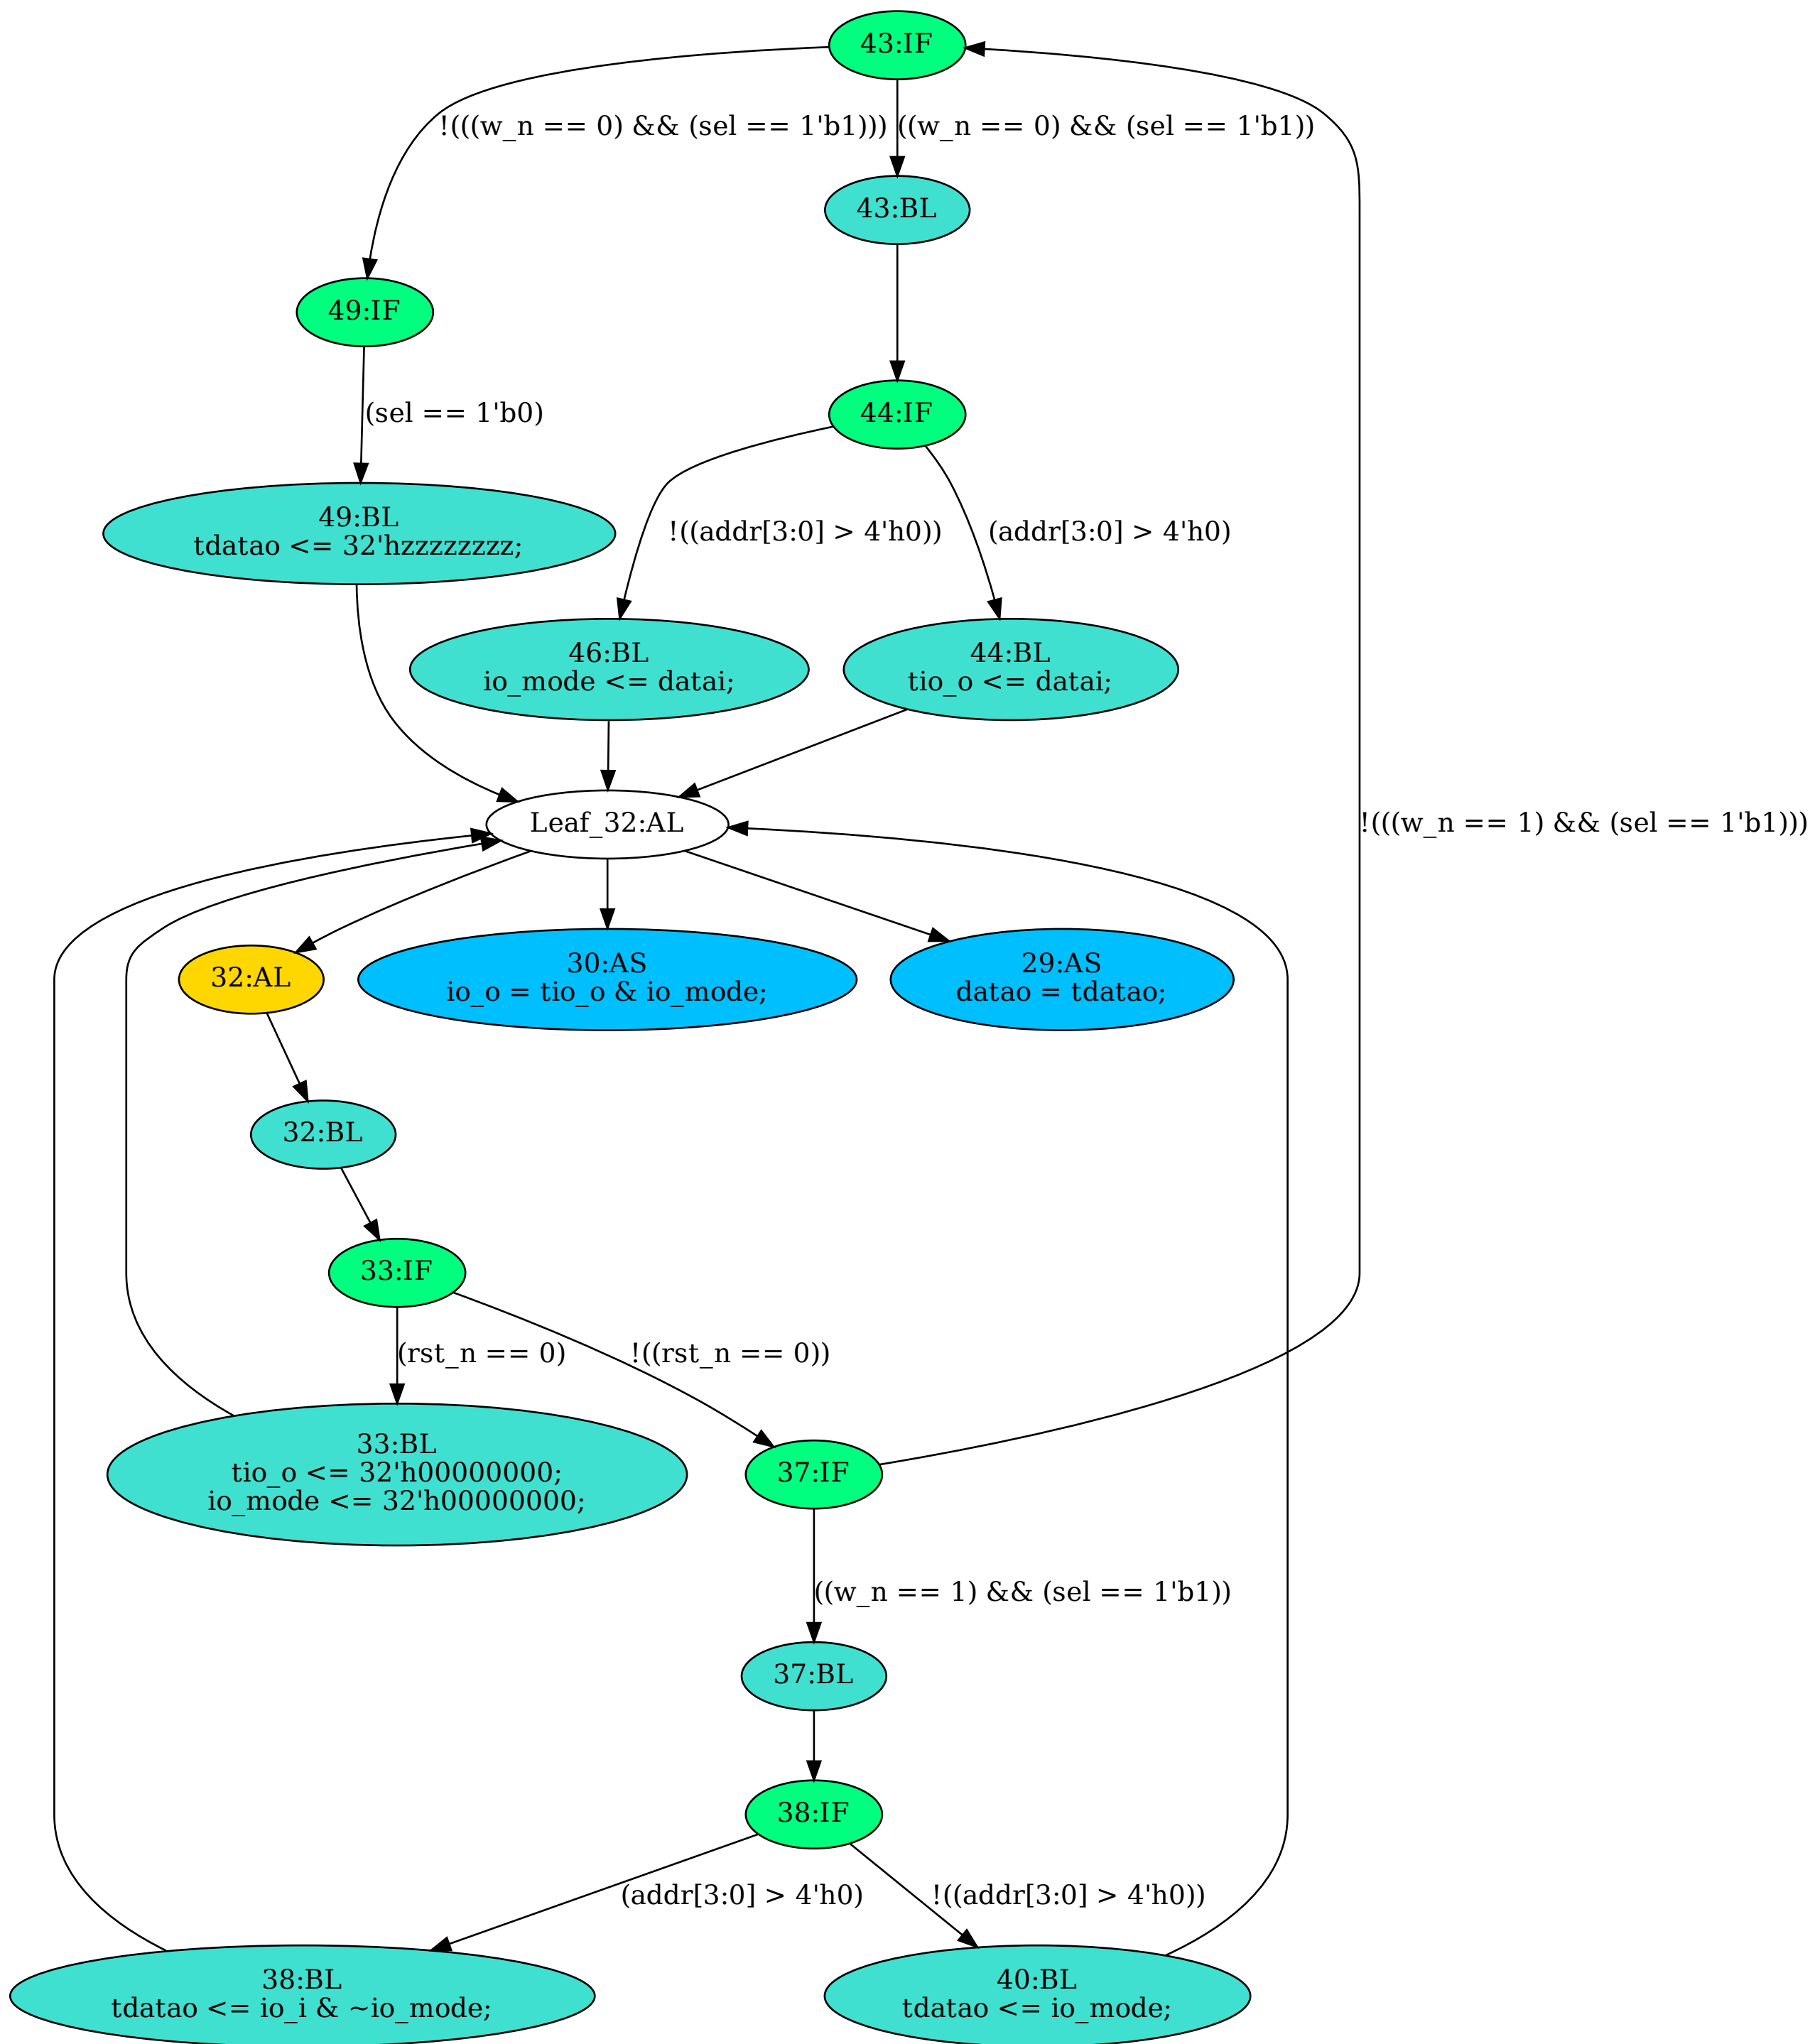 43:IF
!(((w_n == 0) && (sel == 1'b1)))
((w_n == 0) && (sel == 1'b1))
43:BL
49:IF
(sel == 1'b0)
44:IF
49:BL
tdatao <= 32'hzzzzzzzz;
!((addr[3:0] > 4'h0))
(addr[3:0] > 4'h0)
46:BL
io_mode <= datai;
44:BL
tio_o <= datai;
Leaf_32:AL
!(((w_n == 1) && (sel == 1'b1)))
32:AL
30:AS
io_o = tio_o & io_mode;
29:AS
datao = tdatao;
32:BL
33:IF
(rst_n == 0)
!((rst_n == 0))
33:BL
tio_o <= 32'h00000000;
io_mode <= 32'h00000000;
37:IF
((w_n == 1) && (sel == 1'b1))
37:BL
38:IF
(addr[3:0] > 4'h0)
!((addr[3:0] > 4'h0))
38:BL
tdatao <= io_i & ~io_mode;
40:BL
tdatao <= io_mode;